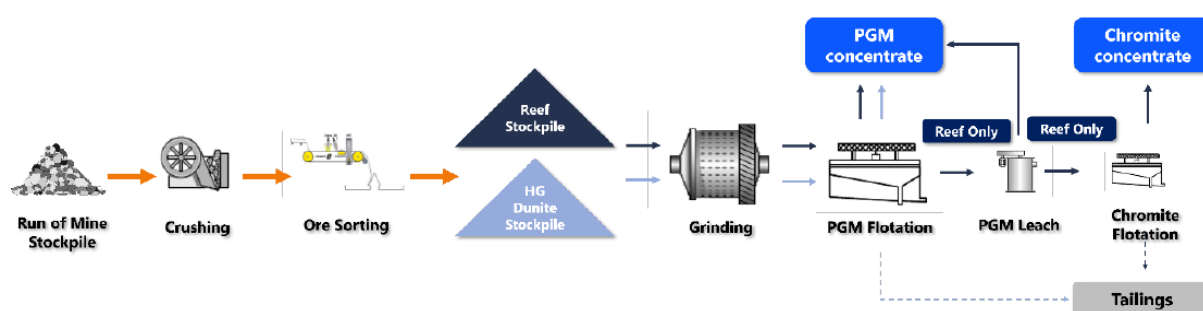 PGM
concentrate
Chromite
concentrate
Reef
Stockpile
Reef Only
Reef Only
HG
Dunite
Stockpile
Run of Mine
Stockpile
Crushing
Ore Sorting
Grinding
PGM Flotation
PGM Leach
Chromite
Flotation
Tailings